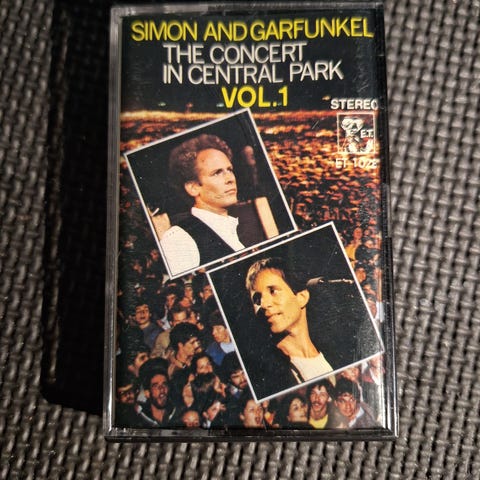 SIMON AND GARFUNKEL
THE CONCERT
IN CENTRAL PARK
VOL.1
STEREO
E.T.